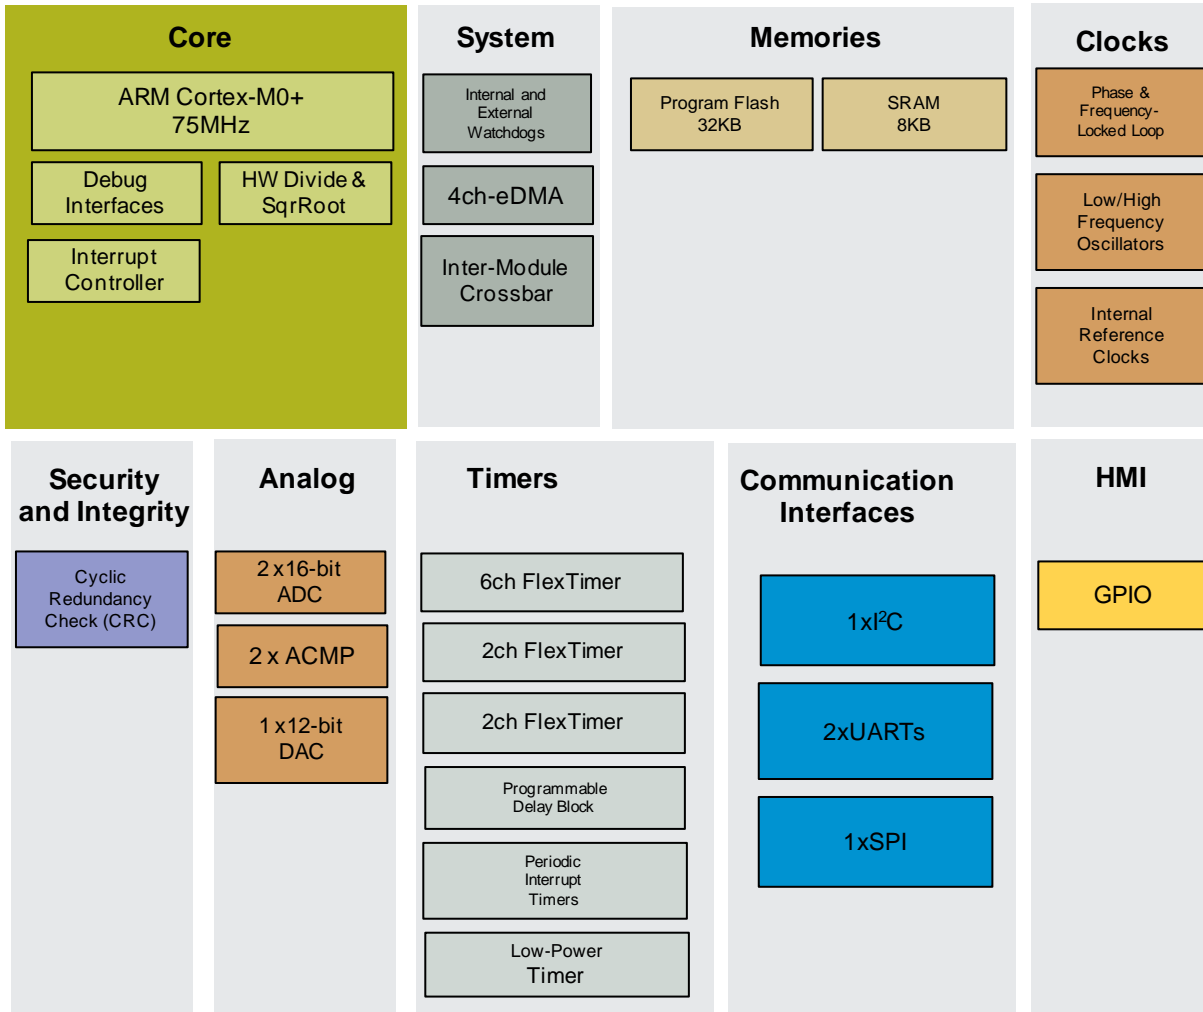 Core
ARM Cortex-M0+
75MHz
Debug
Interfaces
HW Divide &
SqrRoot
Interrupt
Controller
System
Internal and
External
Watchdogs
4ch-eDMA
Inter-Module
Crossbar
Memories
Program Flash
32KB
SRAM
8KB
Clocks
Phase &
Frequency-
Locked Loop
Low/High
Frequency
Oscillators
Internal
Reference
Clocks
Security
and Integrity
Cyclic
Redundancy
Check (CRC)
Analog
2 x16-bit
ADC
2 x ACMP
1 x12-bit
DAC
Timers
6ch FlexTimer
2ch FlexTimer
2ch FlexTimer
Programmable
Delay Block
Periodic
Interrupt
Timers
Low-Power
Timer
Communication
Interfaces
1xI²C
2xUARTs
1xSPI
HMI
GPIO